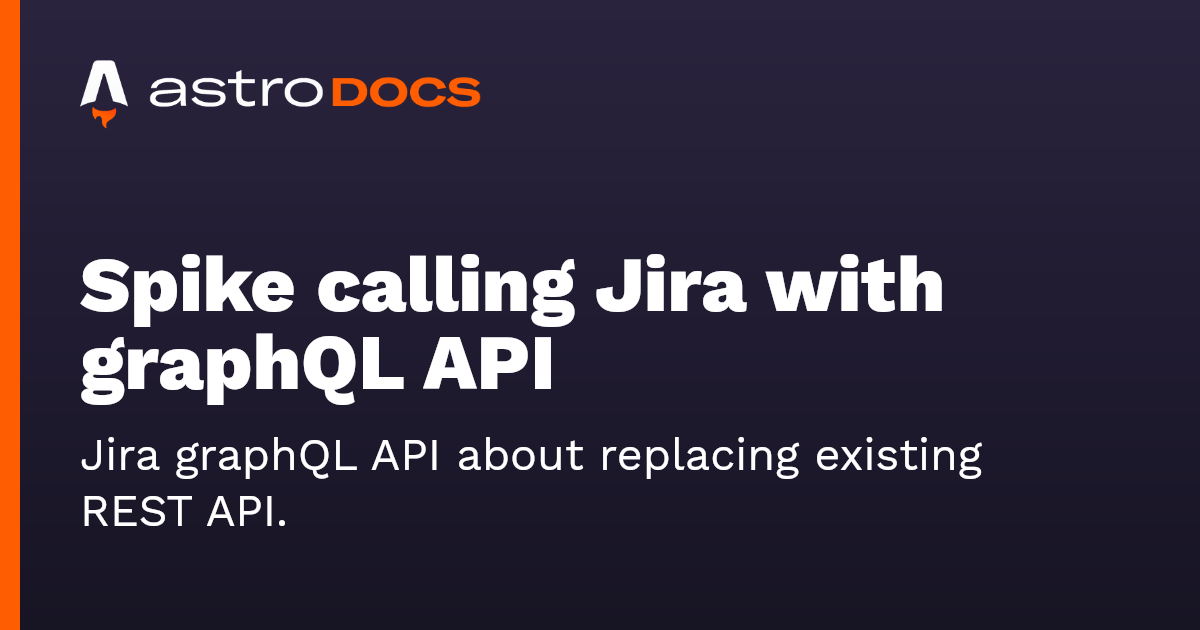 astro DOCS
Spike calling Jira with
graphQL API
Jira graphQL API about replacing existing
REST API.